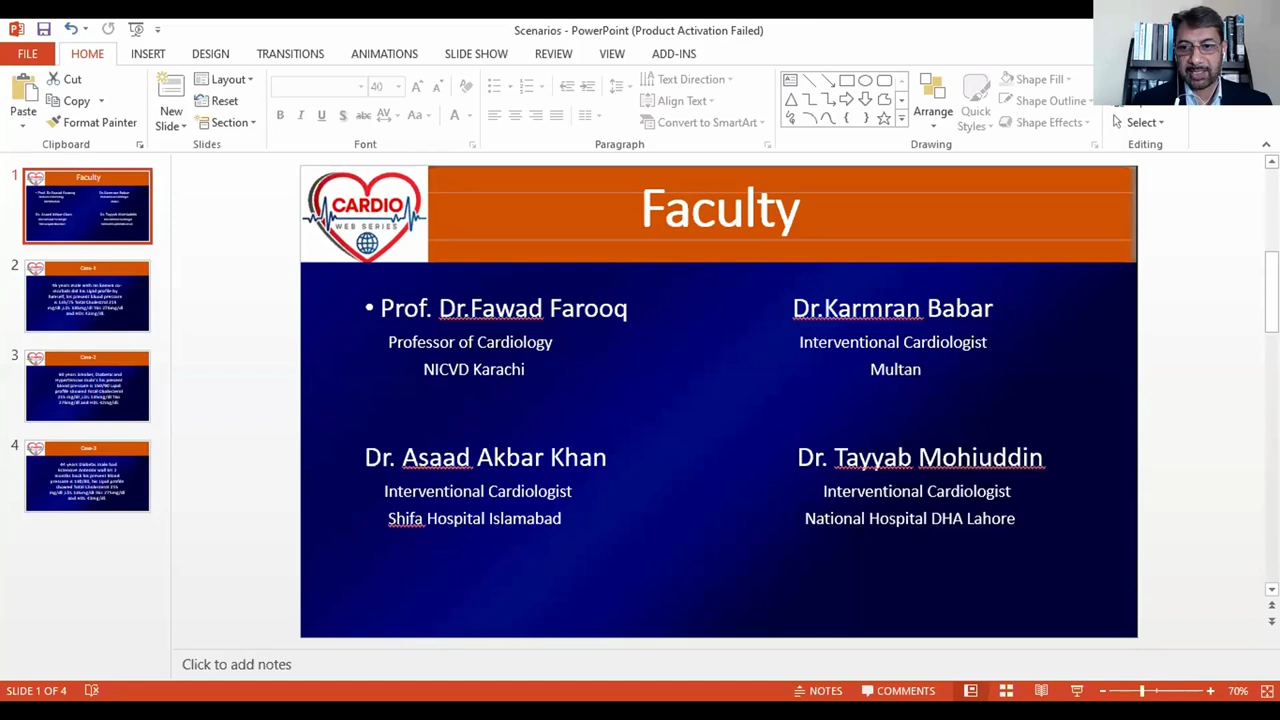 Scenarios - PowerPoint (Product Activation Failed)
FILE HOME INSERT DESIGN TRANSITIONS ANIMATIONS SLIDE SHOW REVIEW VIEW ADD-INS
Cut
Copy
Format Painter
Paste
Clipboard
New Slide
Layout
Reset
Section
Slides
40
Font
Text Direction
Align Text
Convert to SmartArt
Paragraph
Arrange
Quick Styles
Shape Fill
Shape Outline
Shape Effects
Drawing
Select
Editing
1
Faculty
2
Case-1
3
Case-2
4
Case-3
CARDIO
WEB SERIES
Faculty
• Prof. Dr.Fawad Farooq
Professor of Cardiology
NICVD Karachi
Dr.Karmran Babar
Interventional Cardiologist
Multan
Dr. Asaad Akbar Khan
Interventional Cardiologist
Shifa Hospital Islamabad
Dr. Tayyab Mohiuddin
Interventional Cardiologist
National Hospital DHA Lahore
Click to add notes
SLIDE 1 OF 4
NOTES
COMMENTS
70%